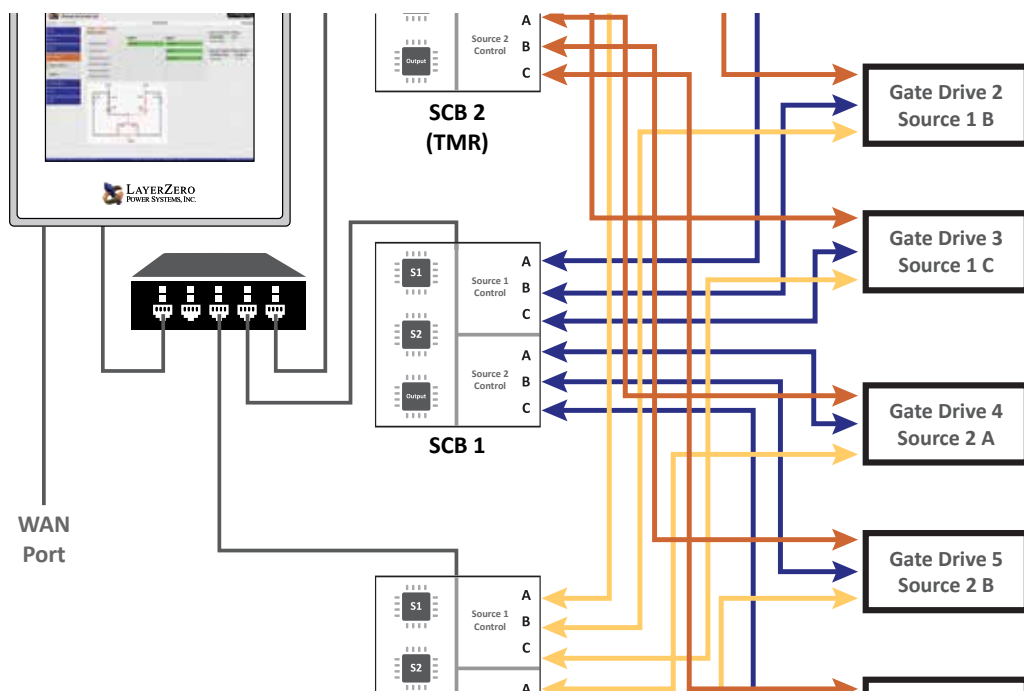 A
B
C
Source 2
Control
Output
SCB 2
(TMR)
Gate Drive 2
Source 1 B
LAYERZERO
POWER SYSTEMS, INC.
Gate Drive 3
Source 1 C
S1
Source 1
Control
A
B
C
S2
Source 2
Control
A
B
C
Output
SCB 1
Gate Drive 4
Source 2 A
WAN
Port
Gate Drive 5
Source 2 B
S1
Source 1
Control
A
B
C
S2
A